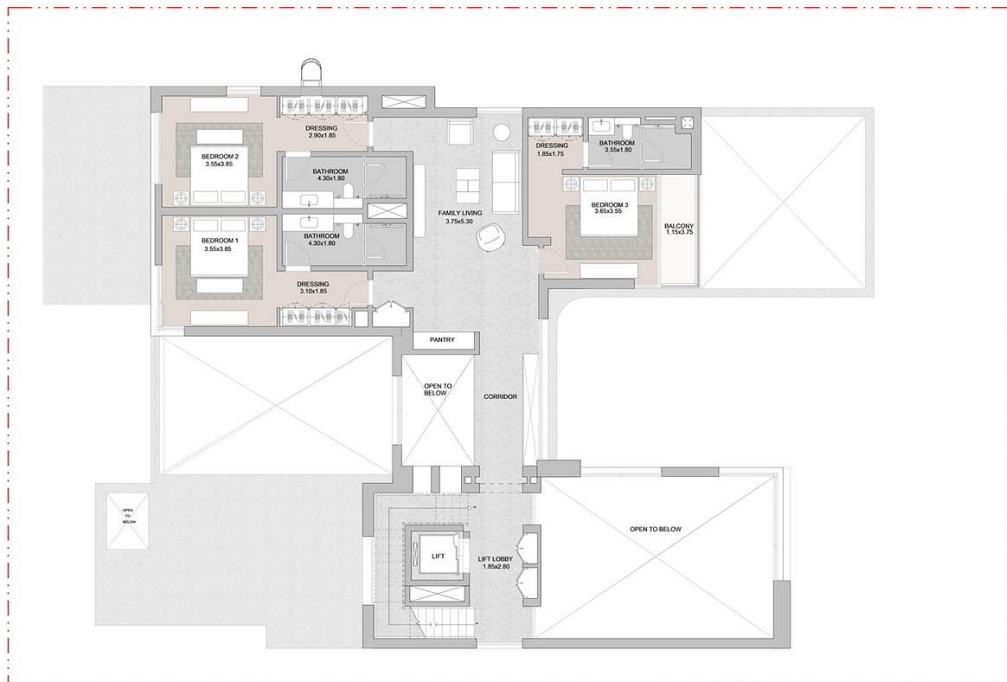 DRESSING
2.90x1.85
BEDROOM 2
3.55x3.85
BATHROOM
4.30x1.80
BEDROOM 1
3.55x3.85
BATHROOM
4.30x1.80
DRESSING
3.10x1.85
FAMILY LIVING
3.75x5.30
DRESSING
1.85x1.75
BATHROOM
3.55x1.80
BEDROOM 3
3.65x3.55
BALCONY
1.15x3.75
PANTRY
OPEN TO
BELOW
CORRIDOR
OPEN
TO
BELOW
LIFT
LIFT LOBBY
1.85x2.80
OPEN TO BELOW